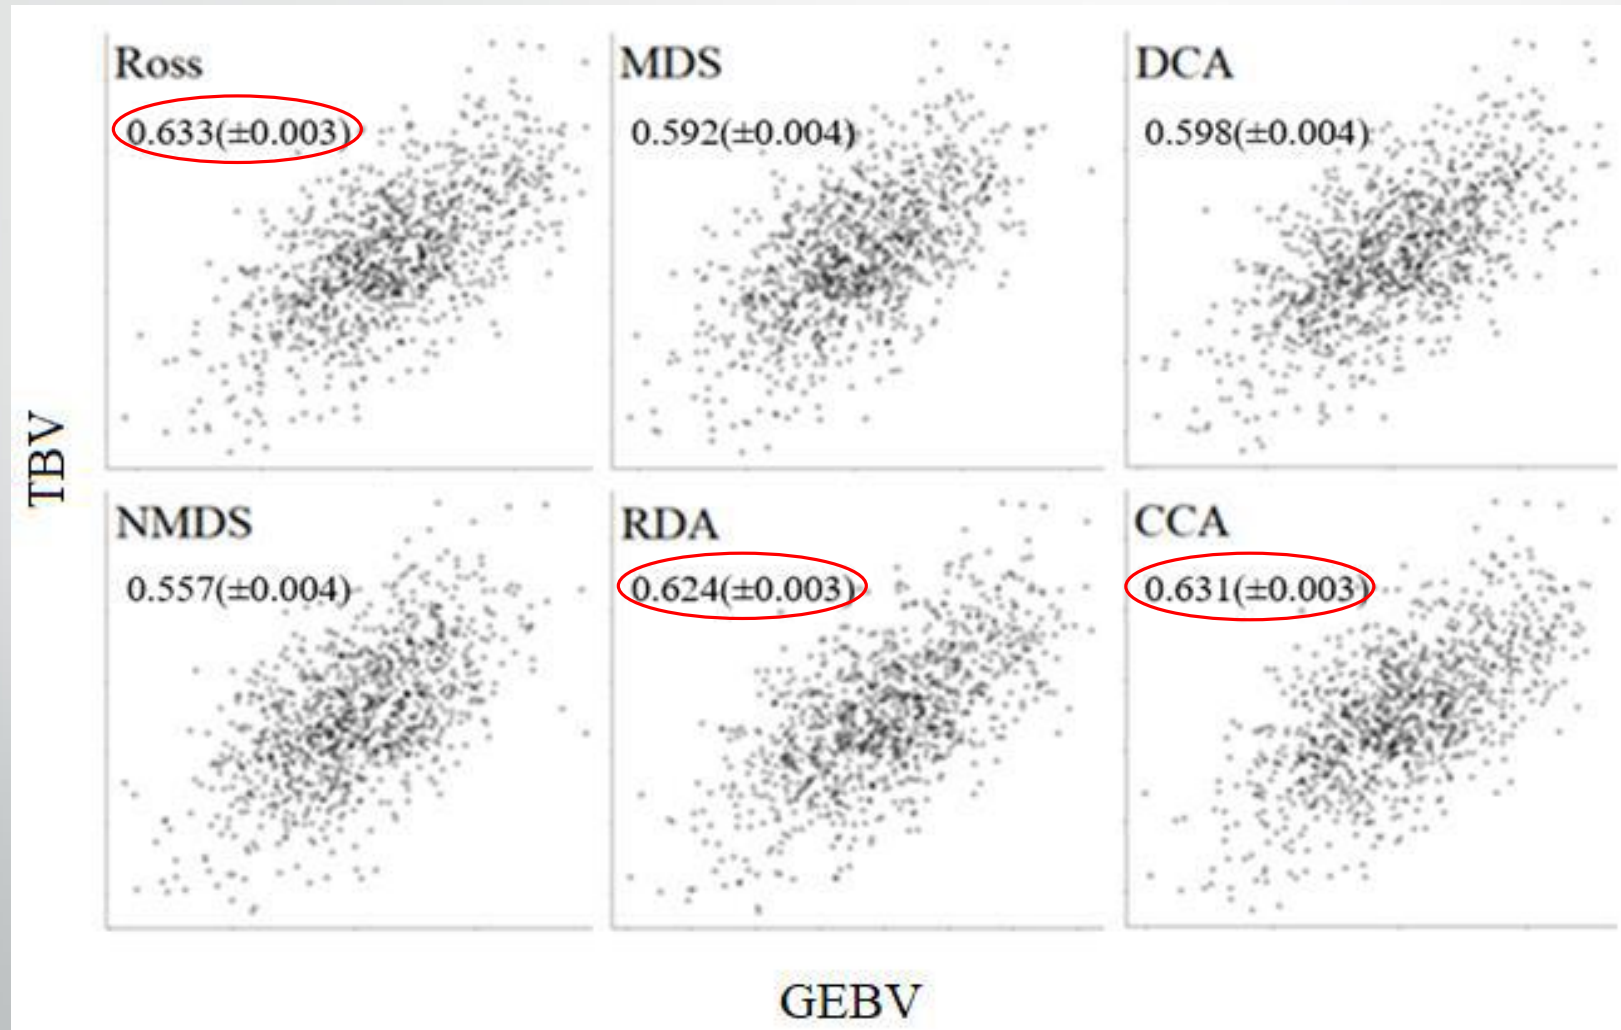 Ross
0.633(±0.003)
MDS
0.592(±0.004)
DCA
0.598(±0.004)
TBV
NMDS
0.557(±0.004)
RDA
0.624(±0.003)
CCA
0.631(±0.003)
GEBV